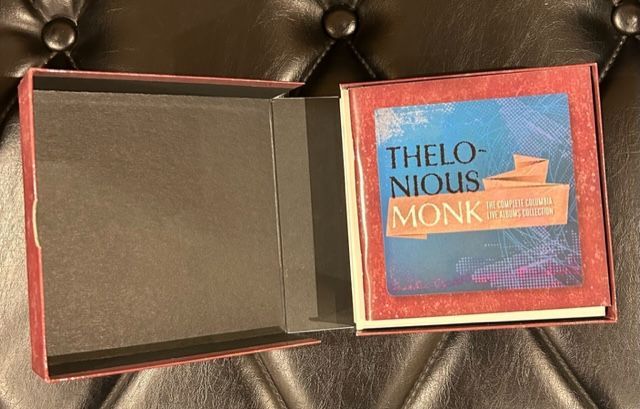 THELO-
NIOUS
MONK
THE COMPLETE COLUMBIA
LIVE ALBUMS COLLECTION